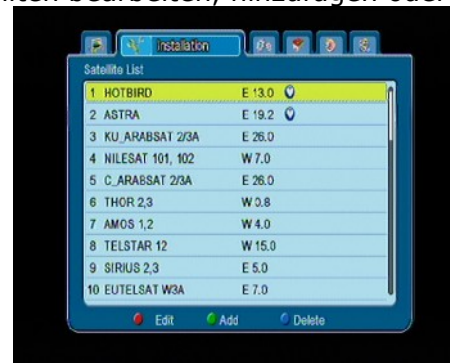 Installation
Satellite List
1 HOTBIRD E 13.0
2 ASTRA E 19.2
3 KU_ARABSAT 2/3A E 26.0
4 NILESAT 101, 102 W 7.0
5 C_ARABSAT 2/3A E 26.0
6 THOR 2,3 W 0.8
7 AMOS 1,2 W 4.0
8 TELSTAR 12 W 15.0
9 SIRIUS 2,3 E 5.0
10 EUTELSAT W3A E 7.0
Edit Add Delete